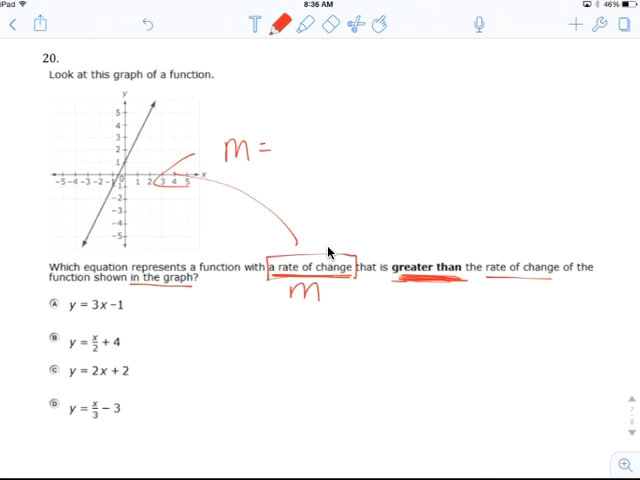 iPad
8:36 AM
46%
T
20.
Look at this graph of a function.
y
5
4
3
2
1
-5 -4 -3 -2 -1 0 1 2 3 4 5 x
-1
-2
-3
-4
-5
m =
Which equation represents a function with a rate of change that is greater than the rate of change of the
function shown in the graph?
m
A y = 3x - 1
B y = x/2 + 4
C y = 2x + 2
D y = x/3 - 3
7
8